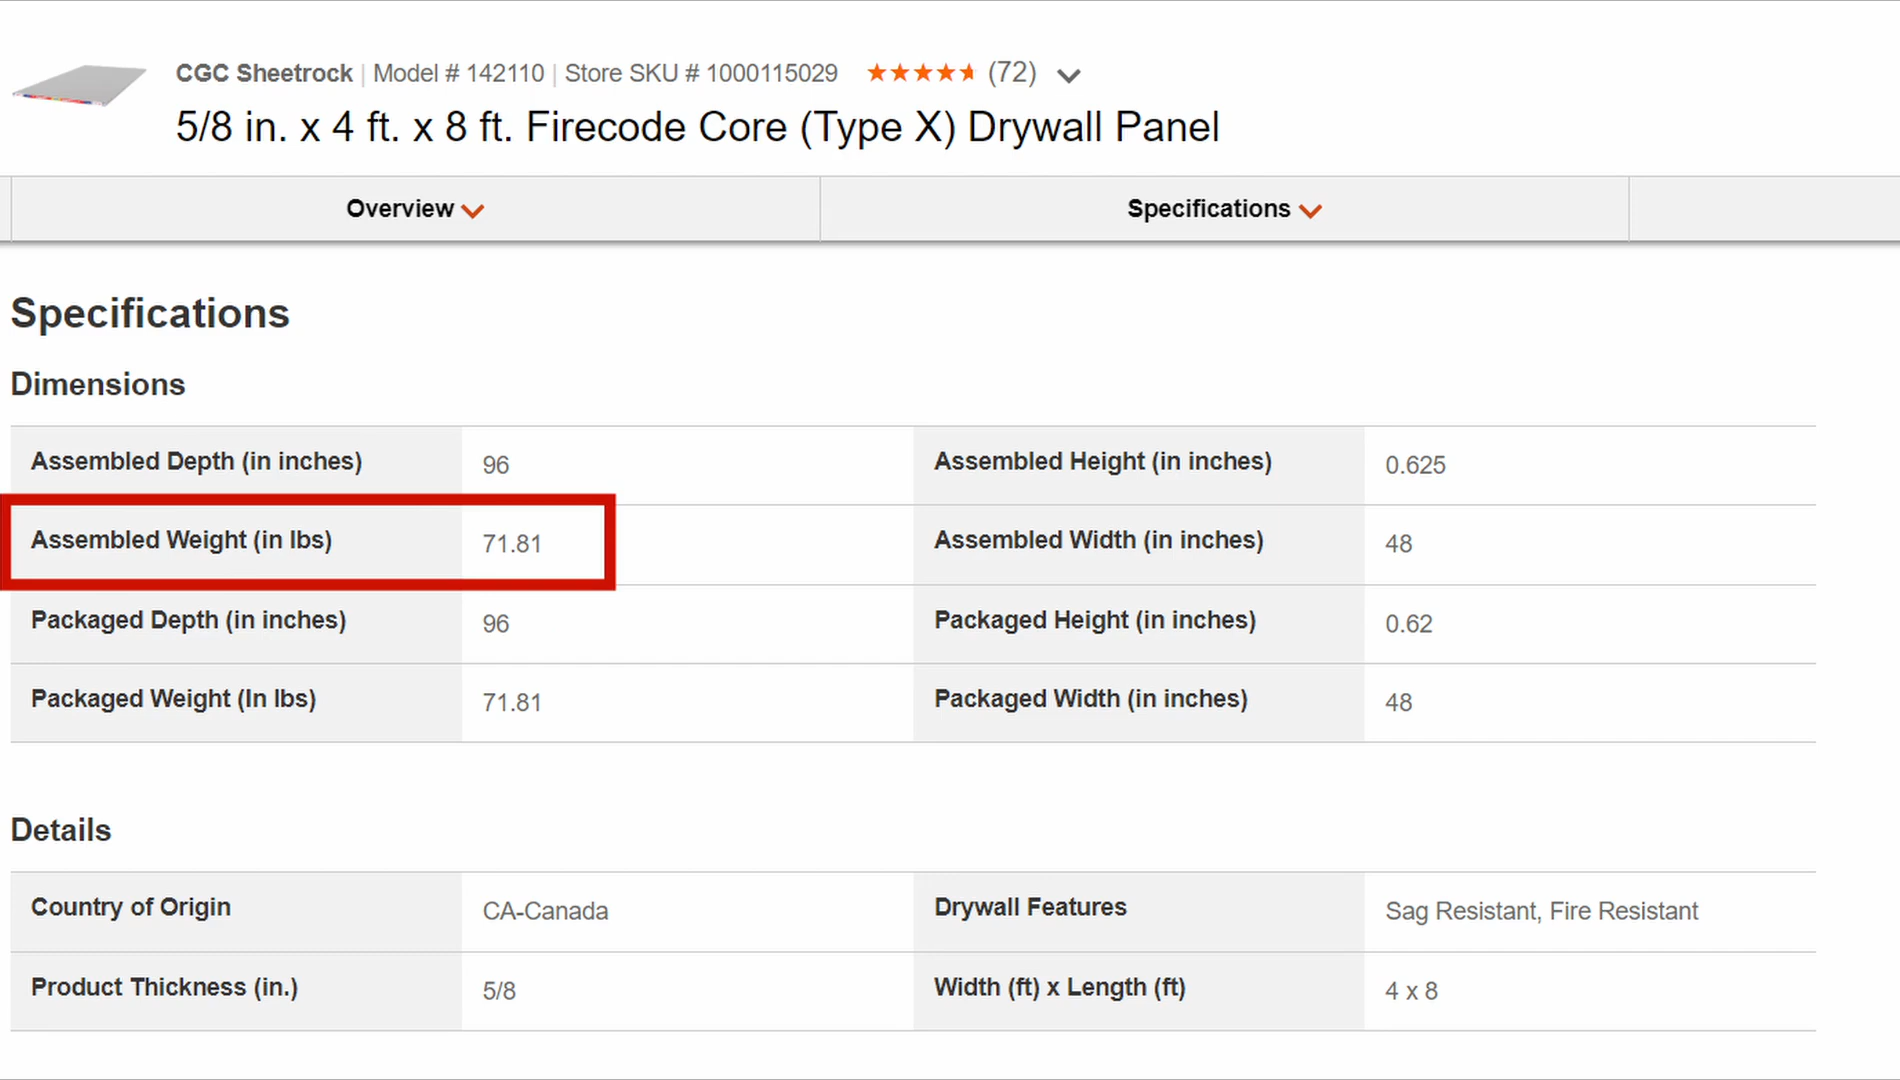 CGC Sheetrock | Model # 142110 | Store SKU # 1000115029 (72)
5/8 in. x 4 ft. x 8 ft. Firecode Core (Type X) Drywall Panel
Overview Specifications
Specifications
Dimensions
Assembled Depth (in inches) 96 Assembled Height (in inches) 0.625
Assembled Weight (in lbs) 71.81 Assembled Width (in inches) 48
Packaged Depth (in inches) 96 Packaged Height (in inches) 0.62
Packaged Weight (In lbs) 71.81 Packaged Width (in inches) 48
Details
Country of Origin CA-Canada Drywall Features Sag Resistant, Fire Resistant
Product Thickness (in.) 5/8 Width (ft) x Length (ft) 4 x 8